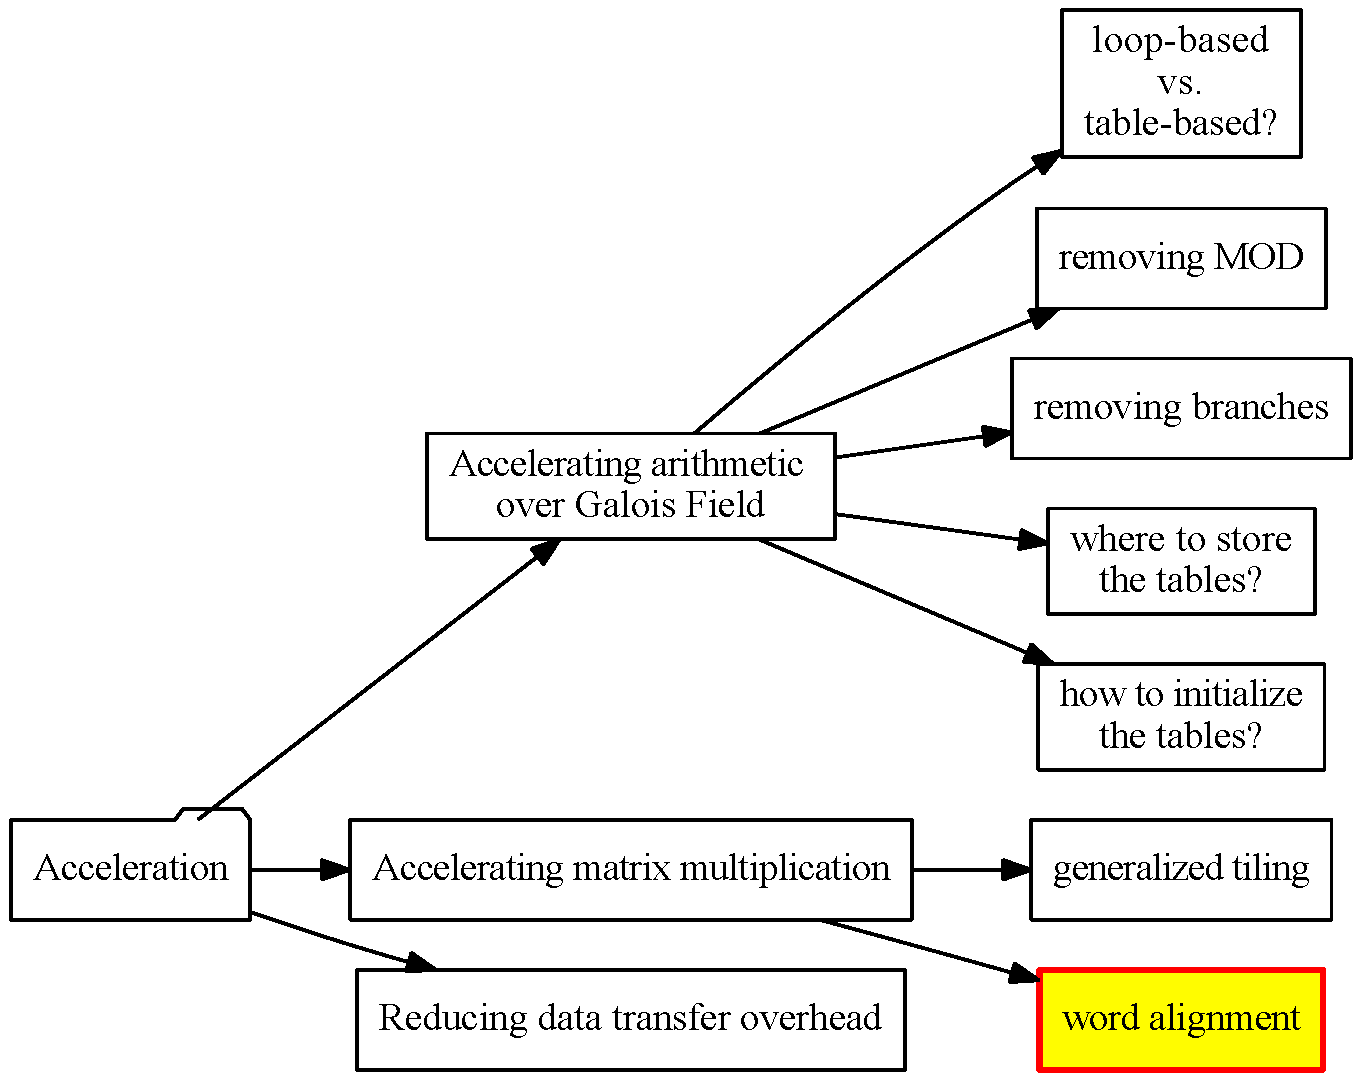 loop-based
vs.
table-based?
removing MOD
removing branches
Accelerating arithmetic
over Galois Field
where to store
the tables?
how to initialize
the tables?
Acceleration
Accelerating matrix multiplication
generalized tiling
Reducing data transfer overhead
word alignment